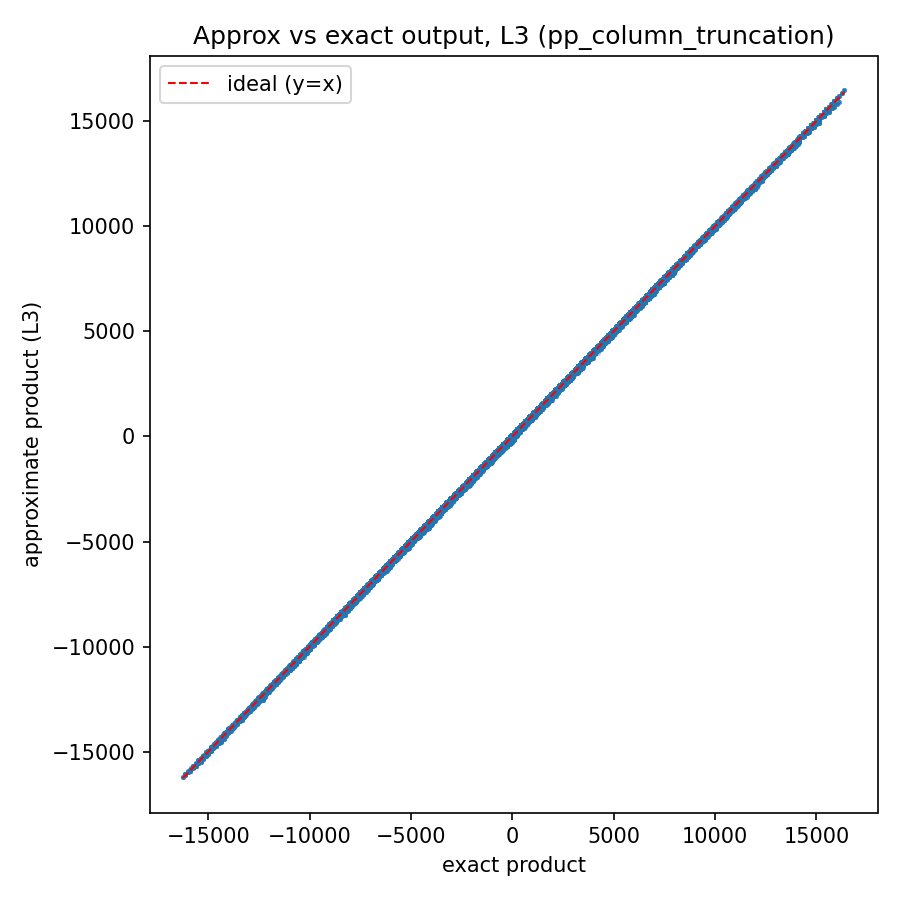 Approx vs exact output, L3 (pp_column_truncation)
ideal (y=x)
15000
10000
5000
0
−5000
−10000
−15000
approximate product (L3)
−15000 −10000 −5000 0 5000 10000 15000
exact product